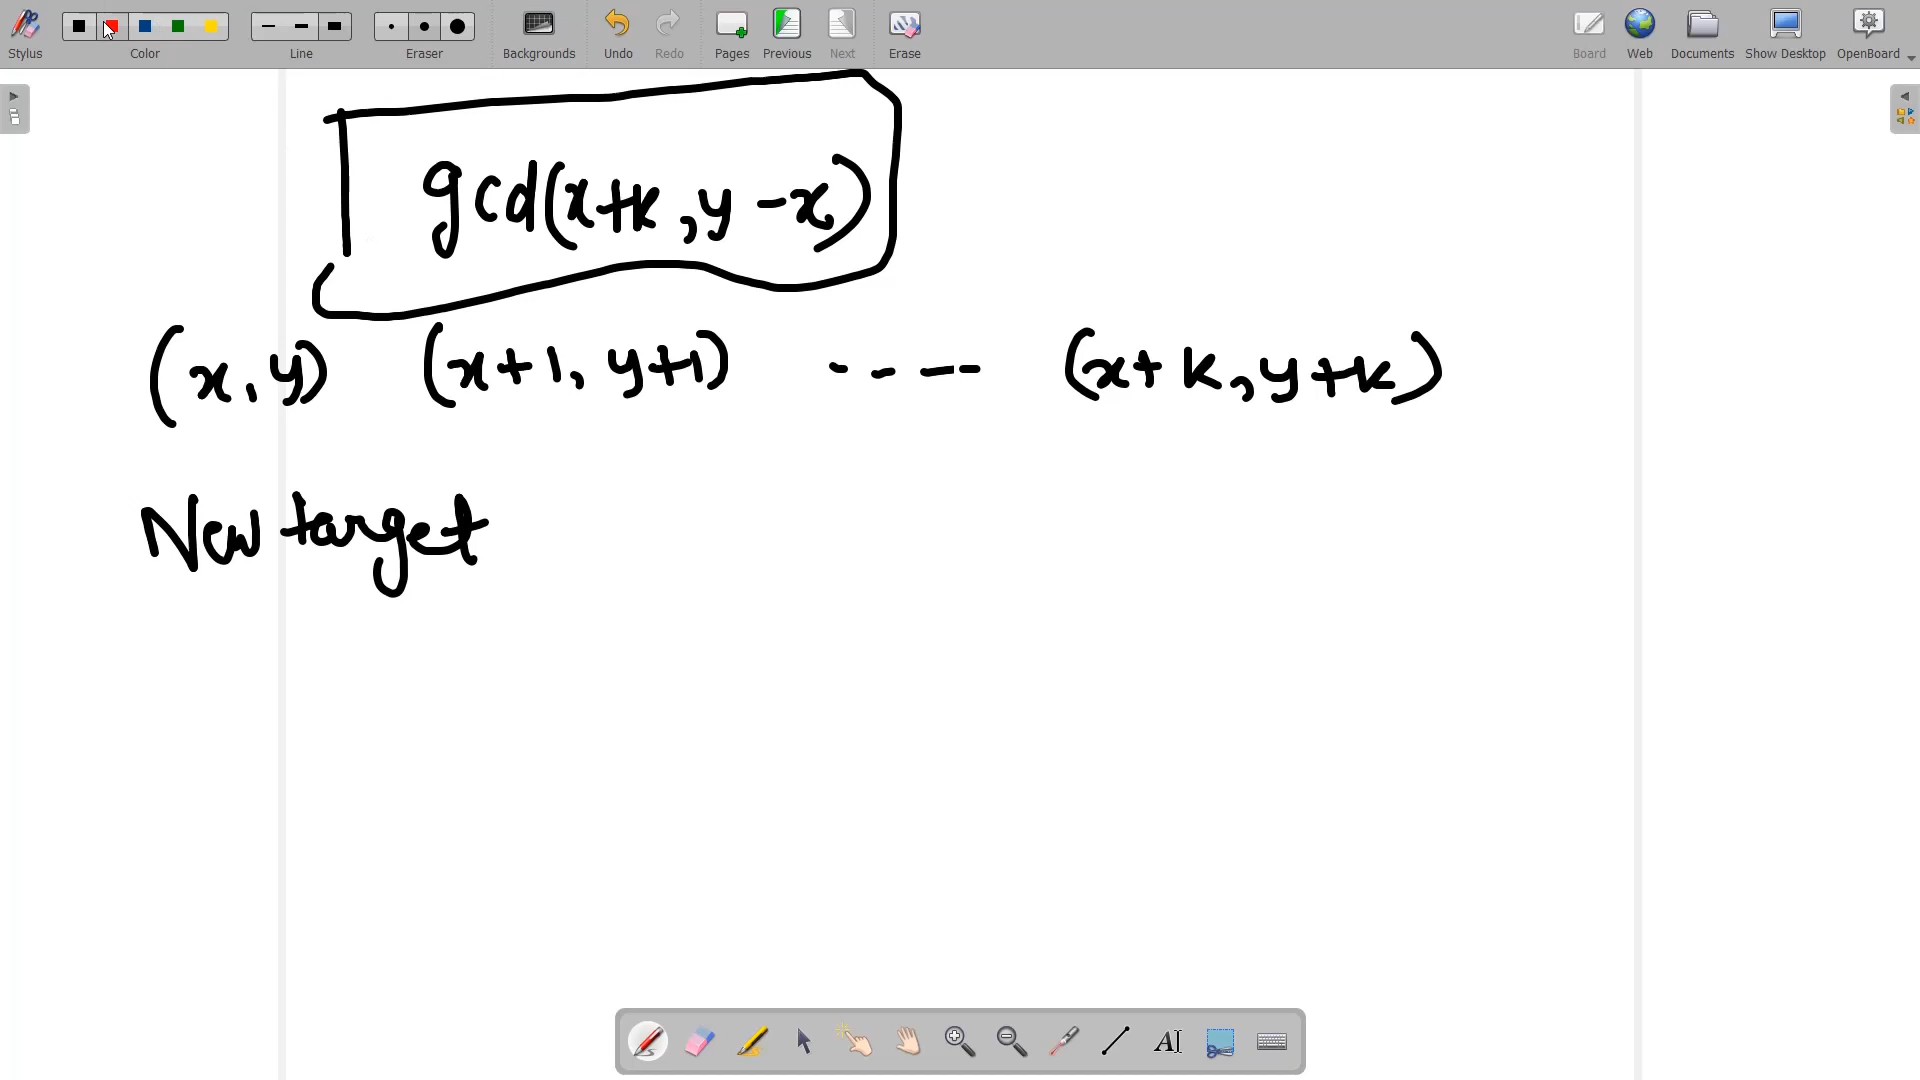 Stylus Color Line Eraser Backgrounds Undo Redo Pages Previous Next Erase Board Web Documents Show Desktop OpenBoard
gcd(x+k, y-x)
(x, y) (x+1, y+1) ----- (x+k, y+k)
New target